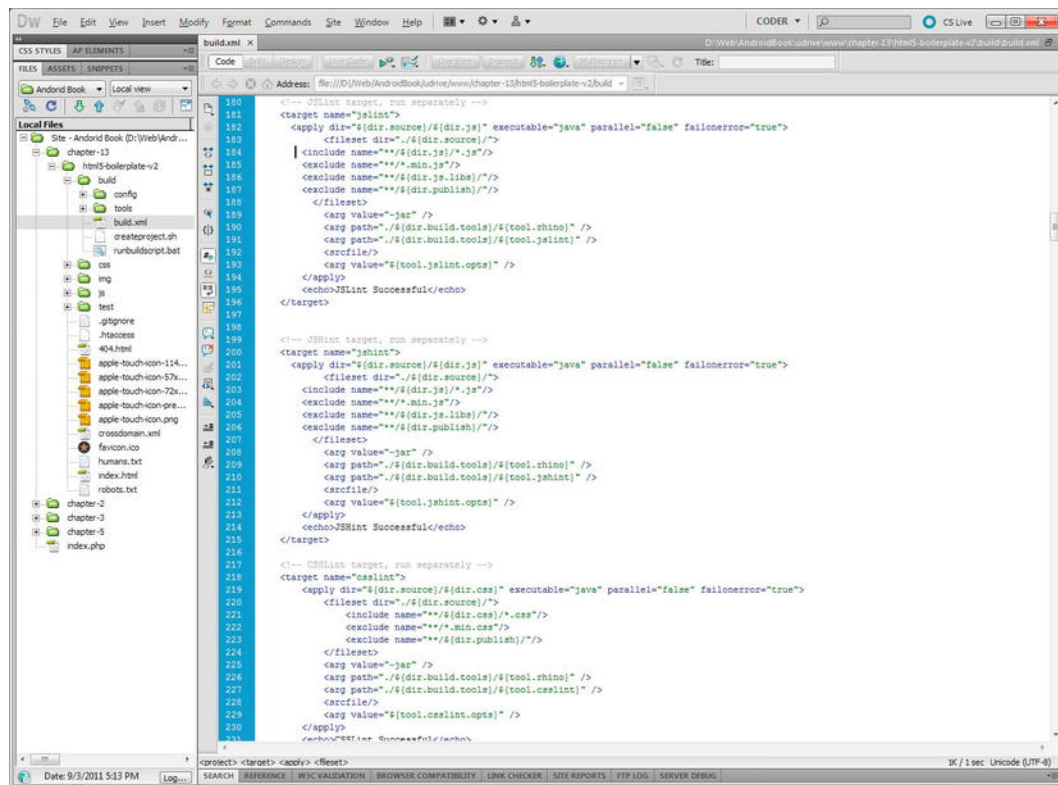 DW File Edit View Insert Modify Format Commands Site Window Help CODER CS Live
CSS STYLES AP ELEMENTS
FILES ASSETS SNIPPETS
Andorid Book Local view
Local Files
Site - Andorid Book (D:\Web\Andr...
chapter-13
html5-boilerplate-v2
build
config
tools
build.xml
createproject.sh
runbuildscript.bat
css
img
js
test
.gitignore
.htaccess
404.html
apple-touch-icon-114...
apple-touch-icon-57x...
apple-touch-icon-72x...
apple-touch-icon-pre...
apple-touch-icon.png
crossdomain.xml
favicon.ico
humans.txt
index.html
robots.txt
chapter-2
chapter-3
chapter-5
index.php
Date: 9/3/2011 5:13 PM Log...
build.xml D:\Web\AndroidBook\udrive\www\chapter-13\html5-boilerplate-v2\build\build.xml
Code Split Design Live Code Live View Inspect Multiscreen Title:
Address: file:///D|/Web/AndroidBook/udrive/www/chapter-13/html5-boilerplate-v2/build
180 <!-- JSLint target, run separately -->
181 <target name="jslint">
182 <apply dir="${dir.source}/${dir.js}" executable="java" parallel="false" failonerror="true">
183 <fileset dir="./${dir.source}/">
184 <include name="**/${dir.js}/*.js"/>
185 <exclude name="**/*.min.js"/>
186 <exclude name="**/${dir.js.libs}/"/>
187 <exclude name="**/${dir.publish}/"/>
188 </fileset>
189 <arg value="-jar" />
190 <arg path="./${dir.build.tools}/${tool.rhino}" />
191 <arg path="./${dir.build.tools}/${tool.jslint}" />
192 <srcfile/>
193 <arg value="${tool.jslint.opts}" />
194 </apply>
195 <echo>JSLint Successful</echo>
196 </target>
197
198
199 <!-- JSHint target, run separately -->
200 <target name="jshint">
201 <apply dir="${dir.source}/${dir.js}" executable="java" parallel="false" failonerror="true">
202 <fileset dir="./${dir.source}/">
203 <include name="**/${dir.js}/*.js"/>
204 <exclude name="**/*.min.js"/>
205 <exclude name="**/${dir.js.libs}/"/>
206 <exclude name="**/${dir.publish}/"/>
207 </fileset>
208 <arg value="-jar" />
209 <arg path="./${dir.build.tools}/${tool.rhino}" />
210 <arg path="./${dir.build.tools}/${tool.jshint}" />
211 <srcfile/>
212 <arg value="${tool.jshint.opts}" />
213 </apply>
214 <echo>JSHint Successful</echo>
215 </target>
216
217 <!-- CSSLint target, run separately -->
218 <target name="csslint">
219 <apply dir="${dir.source}/${dir.css}" executable="java" parallel="false" failonerror="true">
220 <fileset dir="./${dir.source}/">
221 <include name="**/${dir.css}/*.css"/>
222 <exclude name="**/*.min.css"/>
223 <exclude name="**/${dir.publish}/"/>
224 </fileset>
225 <arg value="-jar" />
226 <arg path="./${dir.build.tools}/${tool.rhino}" />
227 <arg path="./${dir.build.tools}/${tool.csslint}" />
228 <srcfile/>
229 <arg value="${tool.csslint.opts}" />
230 </apply>
231 <echo>CSSLint Successful</echo>
<project> <target> <apply> <fileset> 1K / 1 sec Unicode (UTF-8)
SEARCH REFERENCE W3C VALIDATION BROWSER COMPATIBILITY LINK CHECKER SITE REPORTS FTP LOG SERVER DEBUG